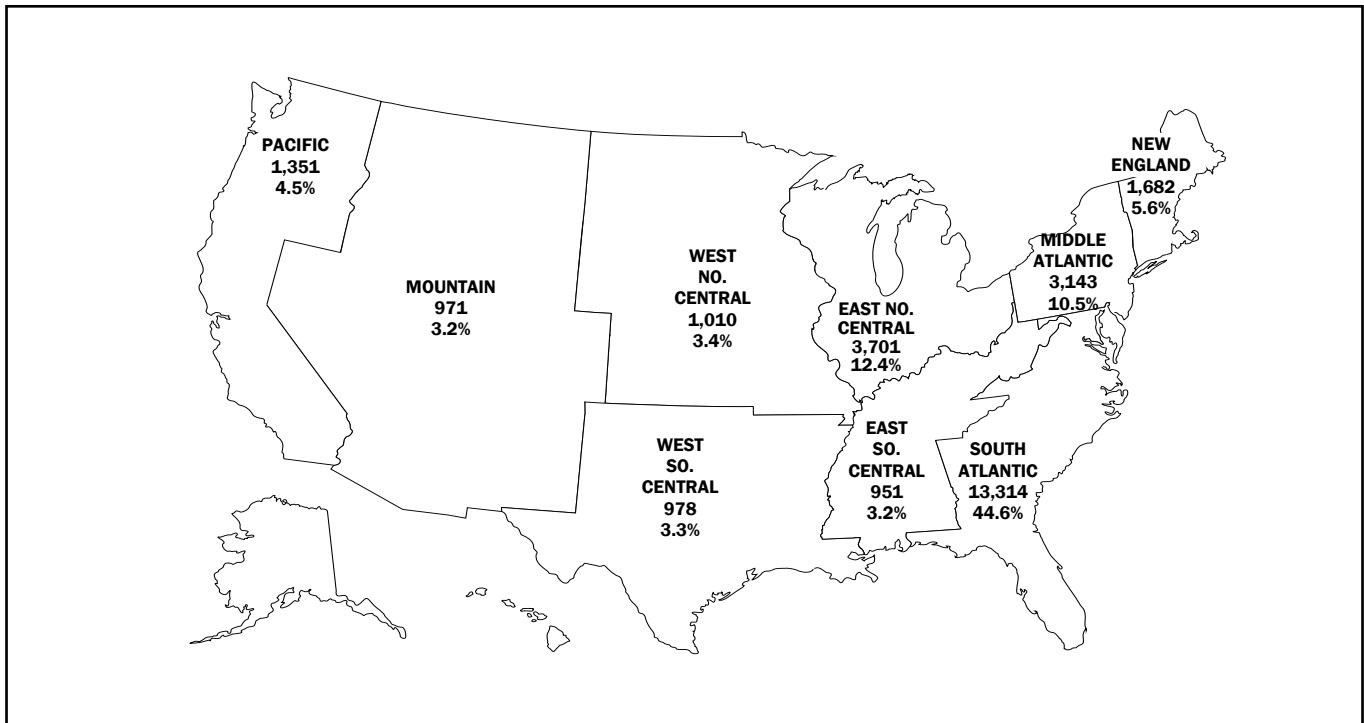 PACIFIC
1,351
4.5%
MOUNTAIN
971
3.2%
WEST
NO.
CENTRAL
1,010
3.4%
WEST
SO.
CENTRAL
978
3.3%
EAST NO.
CENTRAL
3,701
12.4%
EAST
SO.
CENTRAL
951
3.2%
SOUTH
ATLANTIC
13,314
44.6%
MIDDLE
ATLANTIC
3,143
10.5%
NEW
ENGLAND
1,682
5.6%